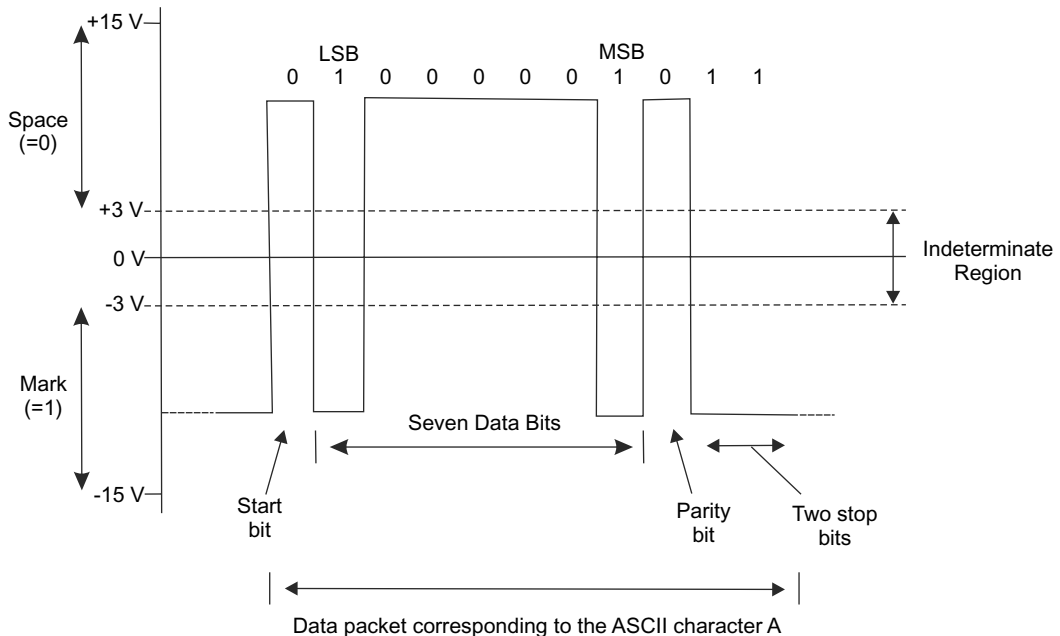 +15 V
LSB
MSB
0 1 0 0 0 0 0 1 0 1 1
Space
(=0)
+3 V
0 V
-3 V
Indeterminate
Region
Mark
(=1)
Seven Data Bits
-15 V
Start
bit
Parity
bit
Two stop
bits
Data packet corresponding to the ASCII character A